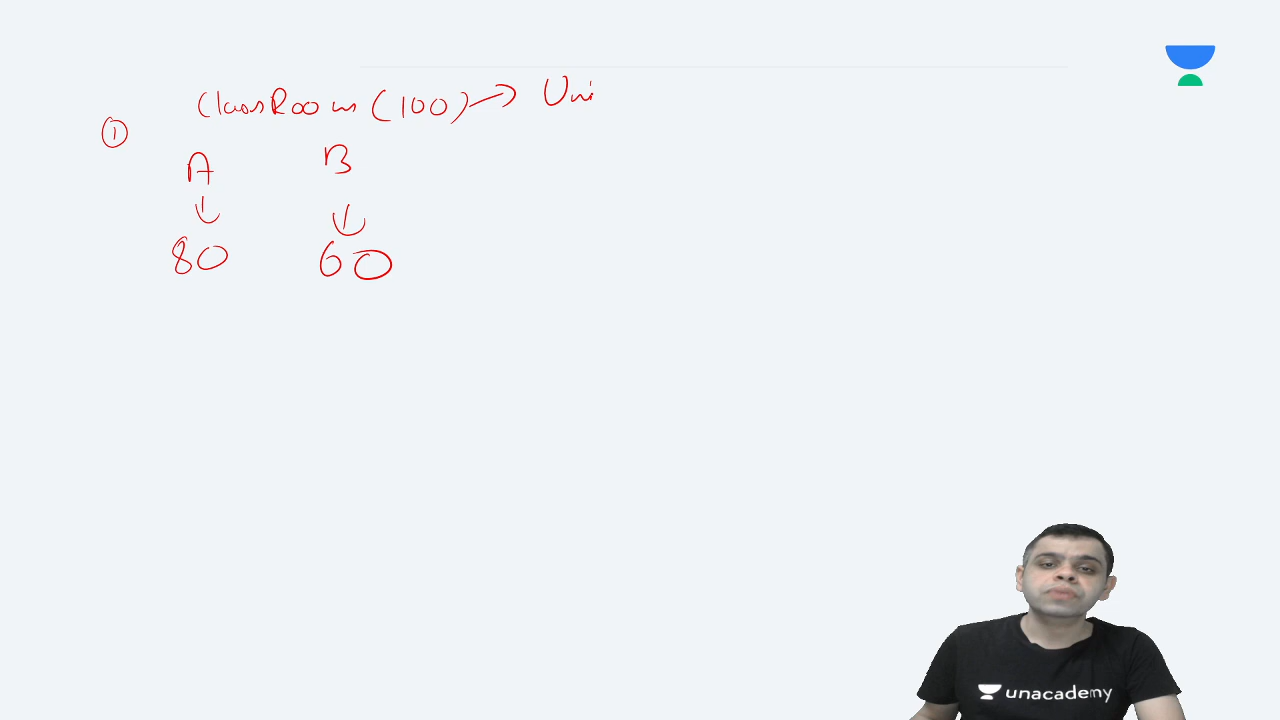 ClassRoom (100) → Uni
①
A B
↓ ↓
80 60
unacademy